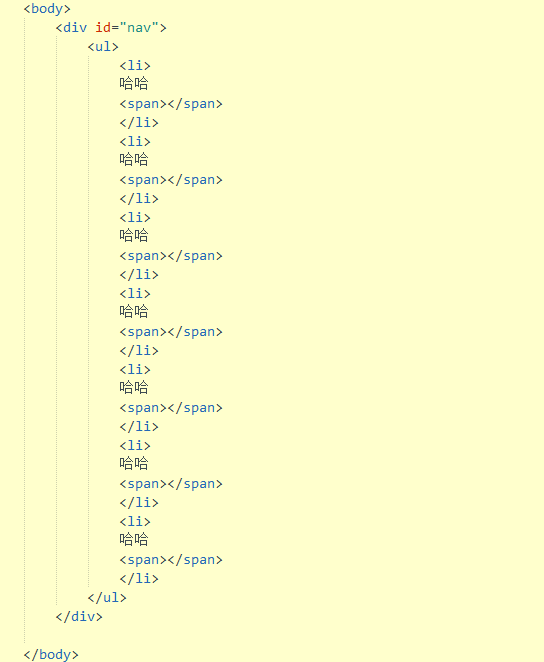 <body>
<div id="nav">
<ul>
<li>
哈哈
<span></span>
</li>
<li>
哈哈
<span></span>
</li>
<li>
哈哈
<span></span>
</li>
<li>
哈哈
<span></span>
</li>
<li>
哈哈
<span></span>
</li>
<li>
哈哈
<span></span>
</li>
<li>
哈哈
<span></span>
</li>
</ul>
</div>
</body>